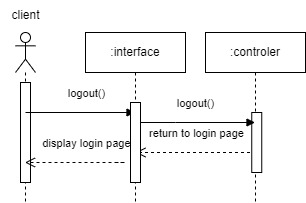 client
:interface
:controler
logout()
logout()
return to login page
display login page